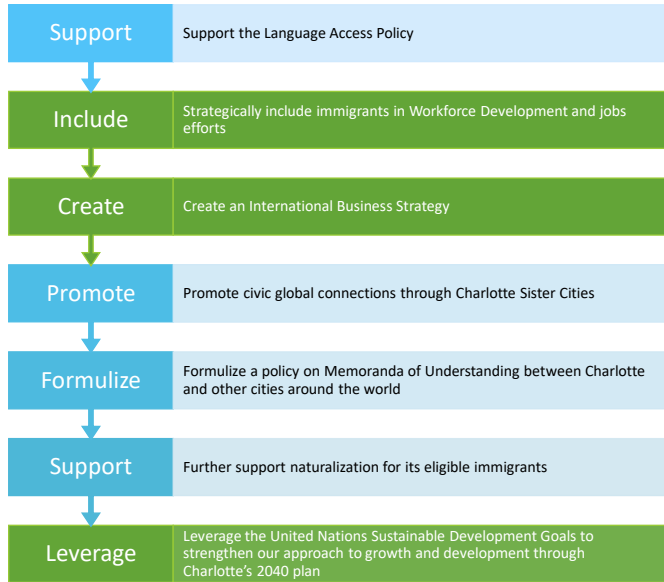 Support
Support the Language Access Policy
Include
Strategically include immigrants in Workforce Development and jobs
efforts
Create
Create an International Business Strategy
Promote
Promote civic global connections through Charlotte Sister Cities
Formulize
Formulize a policy on Memoranda of Understanding between Charlotte
and other cities around the world
Support
Further support naturalization for its eligible immigrants
Leverage
Leverage the United Nations Sustainable Development Goals to
strengthen our approach to growth and development through
Charlotte's 2040 plan